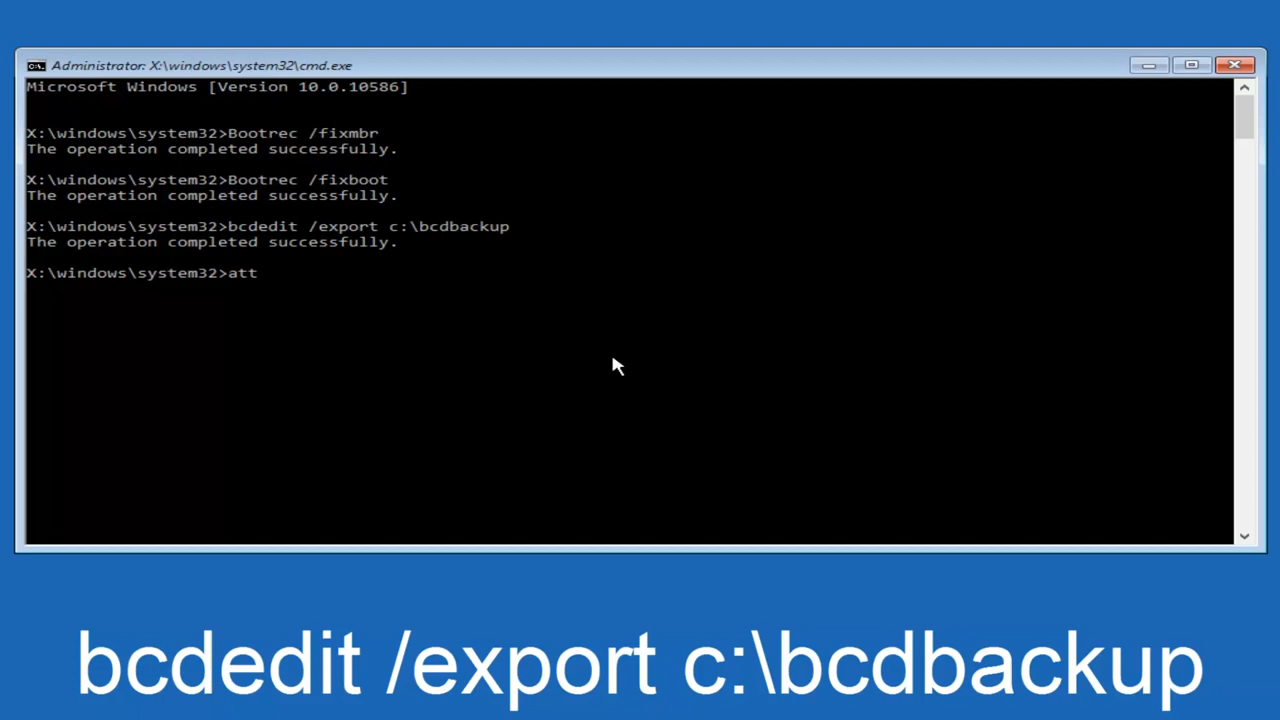 Administrator: X:\windows\system32\cmd.exe
Microsoft Windows [Version 10.0.10586]
X:\windows\system32>Bootrec /fixmbr
The operation completed successfully.
X:\windows\system32>Bootrec /fixboot
The operation completed successfully.
X:\windows\system32>bcdedit /export c:\bcdbackup
The operation completed successfully.
X:\windows\system32>att
bcdedit /export c:\bcdbackup